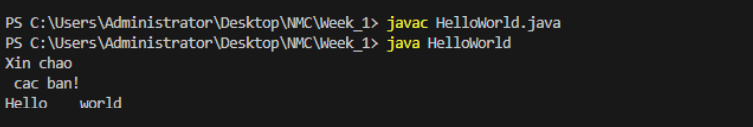 PS C:\Users\Administrator\Desktop\NMC\Week_1> javac HelloWorld.java
PS C:\Users\Administrator\Desktop\NMC\Week_1> java HelloWorld
Xin chao
 cac ban!
Hello    world